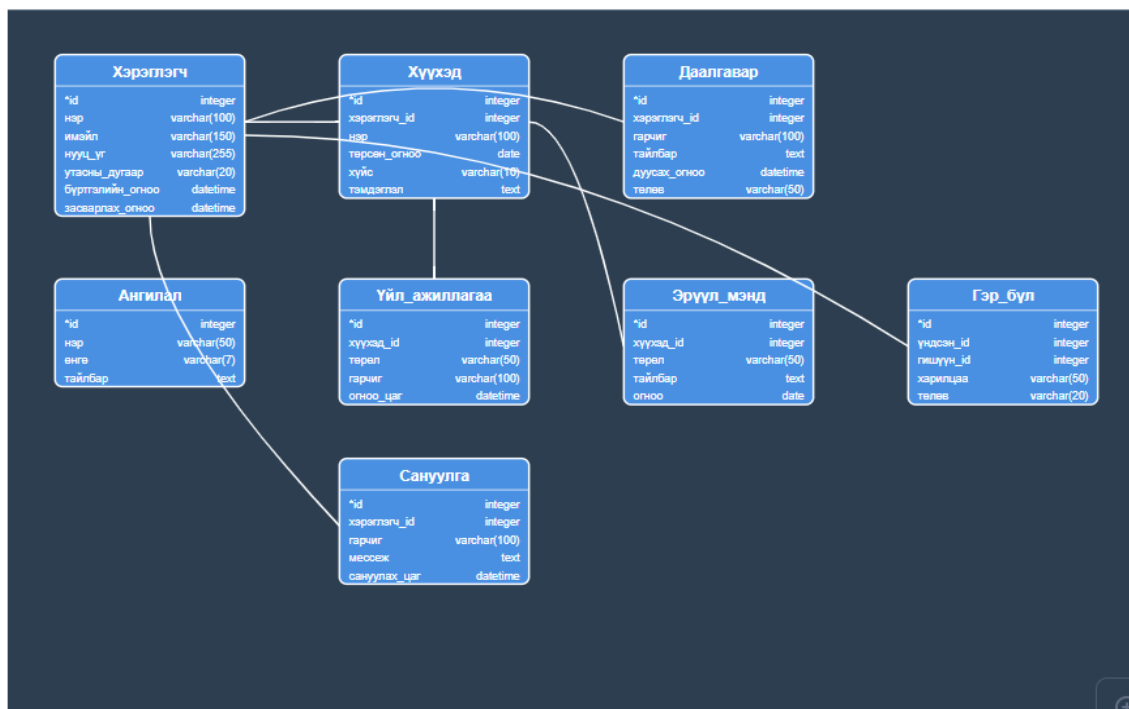 Хэрэглэгч
*id integer
нэр varchar(100)
имэйл varchar(150)
нууц_үг varchar(255)
утасны_дугаар varchar(20)
бүртгэлийн_огноо datetime
засварлах_огноо datetime
Хүүхэд
*id integer
хэрэглэгч_id integer
нэр varchar(100)
төрсөн_огноо date
хүйс varchar(10)
тэмдэглэл text
Даалгавар
*id integer
хэрэглэгч_id integer
гарчиг varchar(100)
тайлбар text
дуусах_огноо datetime
төлөв varchar(50)
Ангилал
*id integer
нэр varchar(50)
өнгө varchar(7)
тайлбар text
Үйл_ажиллагаа
*id integer
хүүхэд_id integer
төрөл varchar(50)
гарчиг varchar(100)
огноо_цаг datetime
Эрүүл_мэнд
*id integer
хүүхэд_id integer
төрөл varchar(50)
тайлбар text
огноо date
Гэр_бүл
*id integer
үндсэн_id integer
гишүүн_id integer
харилцаа varchar(50)
төлөв varchar(20)
Сануулга
*id integer
хэрэглэгч_id integer
гарчиг varchar(100)
мессеж text
сануулах_цаг datetime